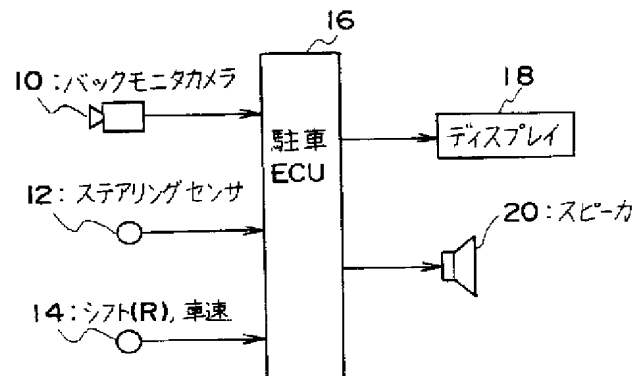 16
10:バックモニタカメラ
18
ディスプレイ
駐車
ECU
12:ステアリングセンサ
20:スピーカ
14:シフト(R),車速